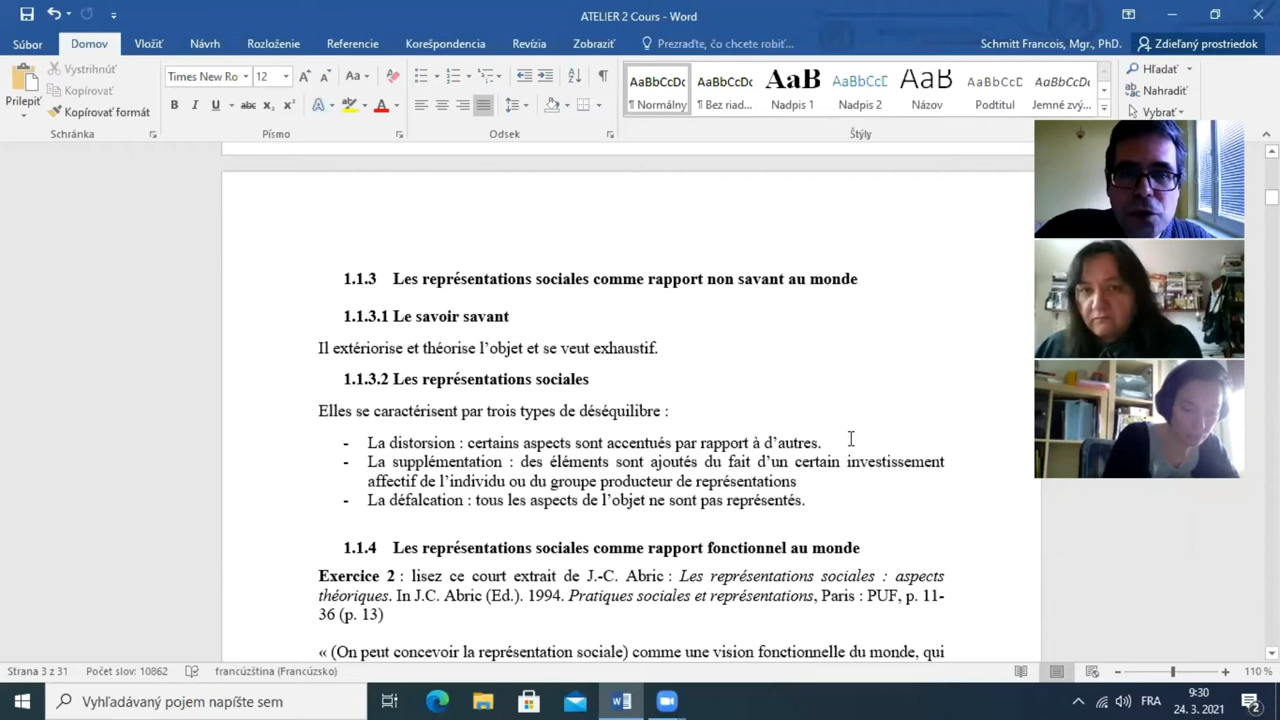 ATELIER 2 Cours - Word
Súbor Domov Vložiť Návrh Rozloženie Referencie Korešpondencia Revízia Zobraziť Prezraďte, čo chcete robiť... Schmitt Francois, Mgr., PhD. Zdieľaný prostriedok
Prilepiť
Vystrihnúť
Kopírovať
Kopírovať formát
Schránka
Times New Ro 12
Písmo
Odsek
AaBbCcDc AaBbCcDc AaB AaBbCcD AaB AaBbCcD AaBbCcDc
¶ Normálny ¶ Bez riad... Nadpis 1 Nadpis 2 Názov Podtitul Jemné zvý...
Štýly
Hľadať
Nahradiť
Vybrať
1.1.3 Les représentations sociales comme rapport non savant au monde
1.1.3.1 Le savoir savant
Il extériorise et théorise l’objet et se veut exhaustif.
1.1.3.2 Les représentations sociales
Elles se caractérisent par trois types de déséquilibre :
- La distorsion : certains aspects sont accentués par rapport à d’autres.
- La supplémentation : des éléments sont ajoutés du fait d’un certain investissement
affectif de l’individu ou du groupe producteur de représentations
- La défalcation : tous les aspects de l’objet ne sont pas représentés.
1.1.4 Les représentations sociales comme rapport fonctionnel au monde
Exercice 2 : lisez ce court extrait de J.-C. Abric : Les représentations sociales : aspects
théoriques. In J.C. Abric (Ed.). 1994. Pratiques sociales et représentations, Paris : PUF, p. 11-
36 (p. 13)
« (On peut concevoir la représentation sociale) comme une vision fonctionnelle du monde, qui
Strana 3 z 31 Počet slov: 10862 francúzština (Francúzsko) 110 %
Vyhľadávaný pojem napíšte sem
FRA
9:30
24. 3. 2021
2